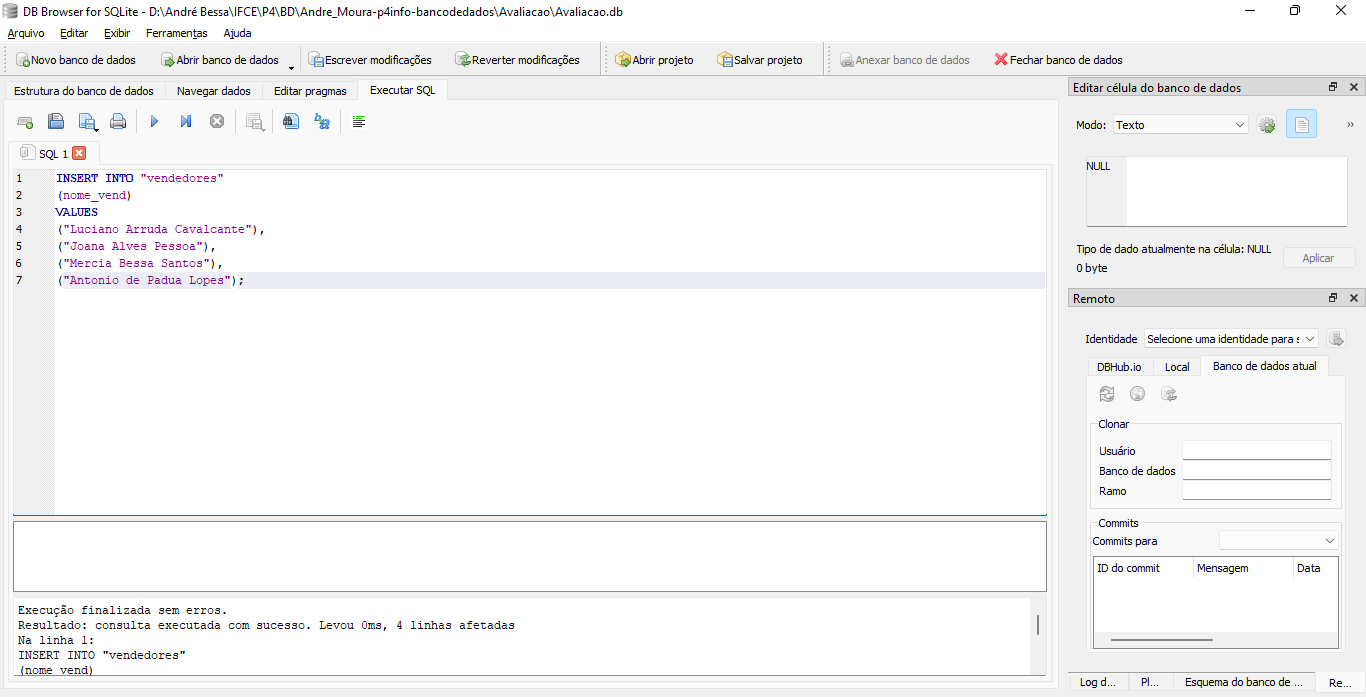 DB Browser for SQLite - D:\André Bessa\IFCE\P4\BD\Andre_Moura-p4info-bancodedados\Avaliacao\Avaliacao.db
Arquivo Editar Exibir Ferramentas Ajuda
Novo banco de dados Abrir banco de dados Escrever modificações Reverter modificações Abrir projeto Salvar projeto Anexar banco de dados Fechar banco de dados
Estrutura do banco de dados Navegar dados Editar pragmas Executar SQL
SQL 1
1 INSERT INTO "vendedores"
2 (nome_vend)
3 VALUES
4 ("Luciano Arruda Cavalcante"),
5 ("Joana Alves Pessoa"),
6 ("Mercia Bessa Santos"),
7 ("Antonio de Padua Lopes");
Execução finalizada sem erros.
Resultado: consulta executada com sucesso. Levou 0ms, 4 linhas afetadas
Na linha 1:
INSERT INTO "vendedores"
(nome_vend)
Editar célula do banco de dados
Modo: Texto
NULL
Tipo de dado atualmente na célula: NULL
0 byte
Aplicar
Remoto
Identidade Selecione uma identidade para s
DBHub.io Local Banco de dados atual
Clonar
Usuário
Banco de dados
Ramo
Commits
Commits para
ID do commit Mensagem Data
Log d... Pl... Esquema do banco de ... Re...